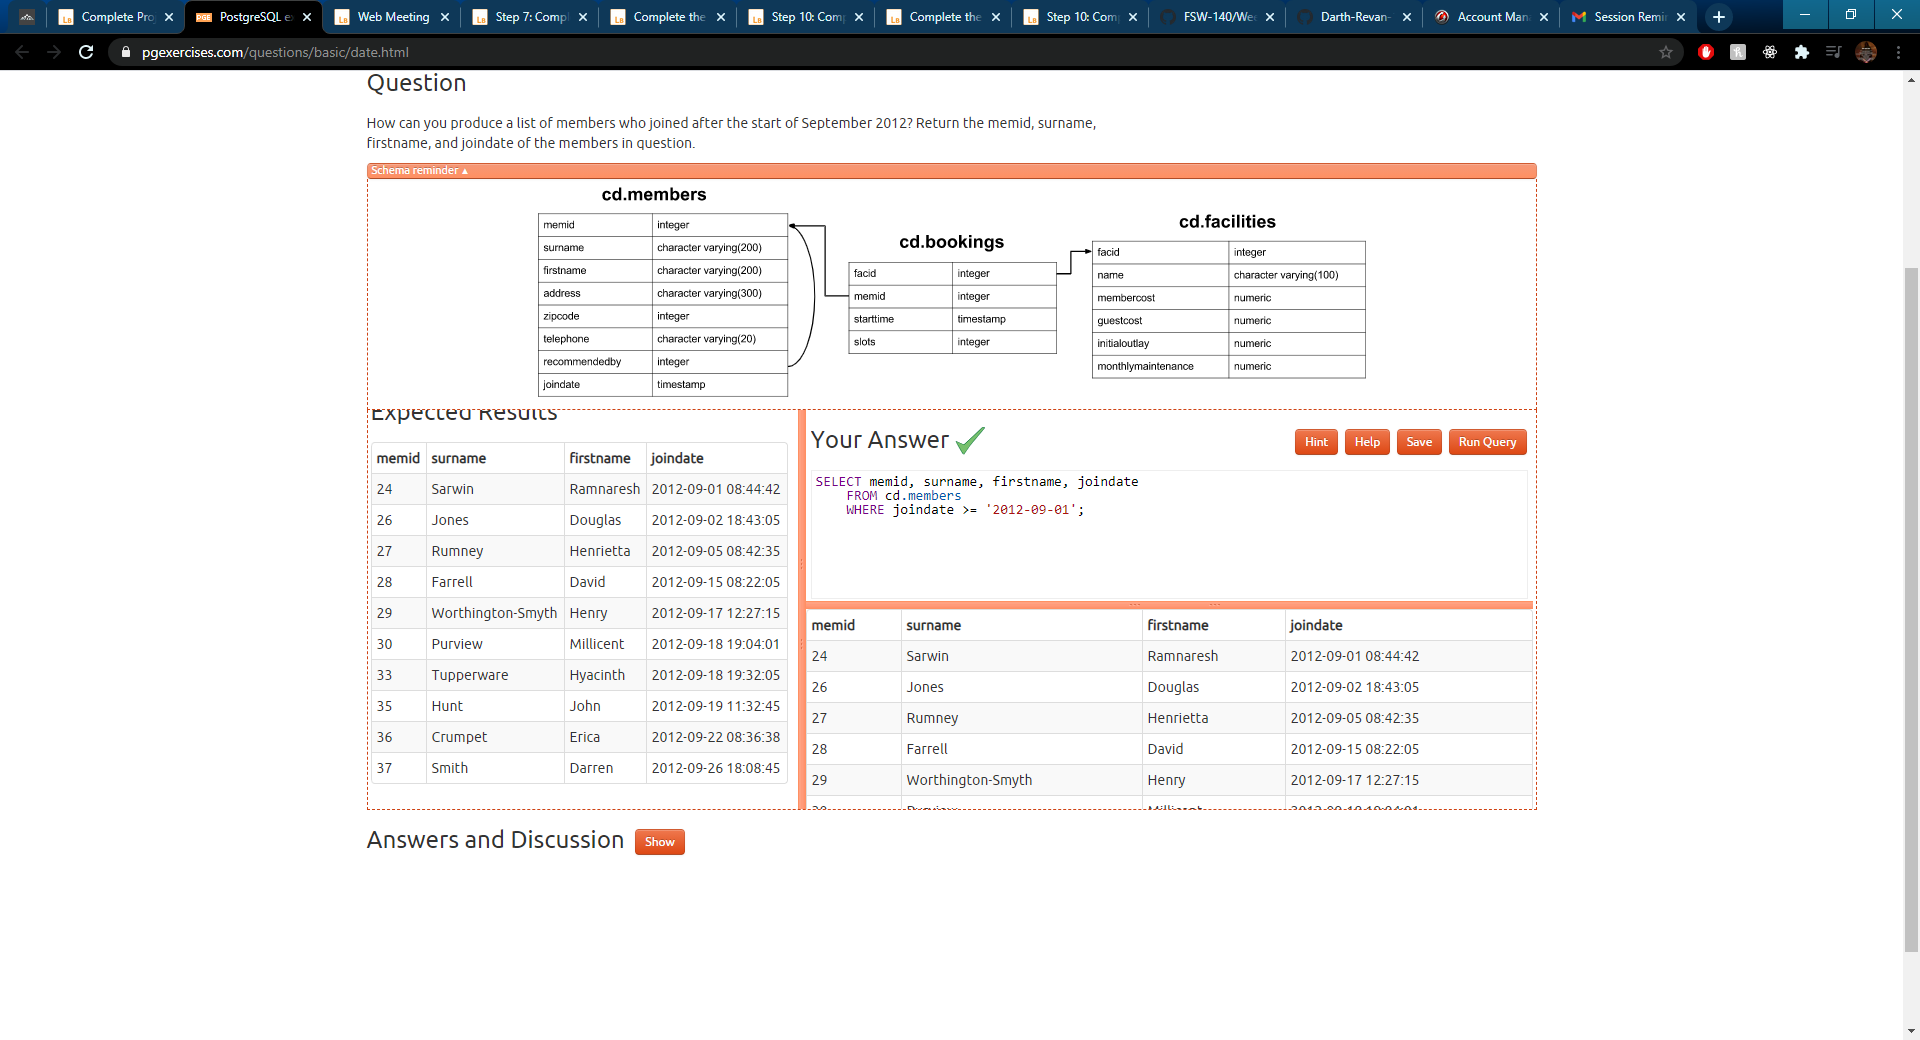 Complete Pro
PostgreSQL e
Web Meeting
Step 7: Compl
Complete the
Step 10: Com
Complete the
Step 10: Com
FSW-140/We
Darth-Revan-
Account Man
Session Remi
pgexercises.com/questions/basic/date.html
Question
How can you produce a list of members who joined after the start of September 2012? Return the memid, surname,
firstname, and joindate of the members in question.
Schema reminder ▴
cd.members
memid integer
surname character varying(200)
firstname character varying(200)
address character varying(300)
zipcode integer
telephone character varying(20)
recommendedby integer
joindate timestamp
cd.bookings
facid integer
memid integer
starttime timestamp
slots integer
cd.facilities
facid integer
name character varying(100)
membercost numeric
guestcost numeric
initialoutlay numeric
monthlymaintenance numeric
Expected Results
memid surname firstname joindate
24 Sarwin Ramnaresh 2012-09-01 08:44:42
26 Jones Douglas 2012-09-02 18:43:05
27 Rumney Henrietta 2012-09-05 08:42:35
28 Farrell David 2012-09-15 08:22:05
29 Worthington-Smyth Henry 2012-09-17 12:27:15
30 Purview Millicent 2012-09-18 19:04:01
33 Tupperware Hyacinth 2012-09-18 19:32:05
35 Hunt John 2012-09-19 11:32:45
36 Crumpet Erica 2012-09-22 08:36:38
37 Smith Darren 2012-09-26 18:08:45
Your Answer
Hint Help Save Run Query
SELECT memid, surname, firstname, joindate
FROM cd.members
WHERE joindate >= '2012-09-01';
memid surname firstname joindate
24 Sarwin Ramnaresh 2012-09-01 08:44:42
26 Jones Douglas 2012-09-02 18:43:05
27 Rumney Henrietta 2012-09-05 08:42:35
28 Farrell David 2012-09-15 08:22:05
29 Worthington-Smyth Henry 2012-09-17 12:27:15
30 Purview Millicent 2012-09-18 19:04:01
Answers and Discussion
Show